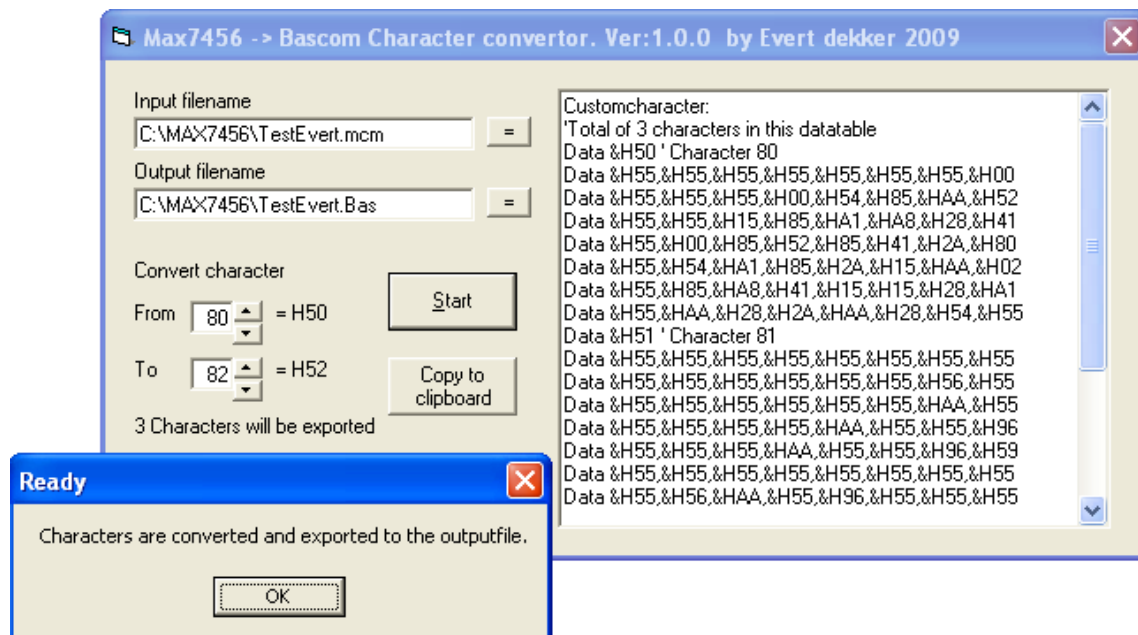 Max7456 -> Bascom Character convertor. Ver:1.0.0 by Evert dekker 2009
Input filename
C:\MAX7456\TestEvert.mcm
=
Output filename
C:\MAX7456\TestEvert.Bas
=
Convert character
From 80 = H50
To 82 = H52
Start
Copy to
clipboard
3 Characters will be exported
Customcharacter:
'Total of 3 characters in this datatable
Data &H50 ' Character 80
Data &H55,&H55,&H55,&H55,&H55,&H55,&H55,&H00
Data &H55,&H55,&H55,&H00,&H54,&H85,&HAA,&H52
Data &H55,&H55,&H15,&H85,&HA1,&HA8,&H28,&H41
Data &H55,&H00,&H85,&H52,&H85,&H41,&H2A,&H80
Data &H55,&H54,&HA1,&H85,&H2A,&H15,&HAA,&H02
Data &H55,&H85,&HA8,&H41,&H15,&H15,&H28,&HA1
Data &H55,&HAA,&H28,&H2A,&HAA,&H28,&H54,&H55
Data &H51 ' Character 81
Data &H55,&H55,&H55,&H55,&H55,&H55,&H55,&H55
Data &H55,&H55,&H55,&H55,&H55,&H55,&H56,&H55
Data &H55,&H55,&H55,&H55,&H55,&H55,&HAA,&H55
Data &H55,&H55,&H55,&H55,&HAA,&H55,&H55,&H96
Data &H55,&H55,&H55,&HAA,&H55,&H55,&H96,&H59
Data &H55,&H55,&H55,&H55,&H55,&H55,&H55,&H55
Data &H55,&H56,&HAA,&H55,&H96,&H55,&H55,&H55
Ready
Characters are converted and exported to the outputfile.
OK